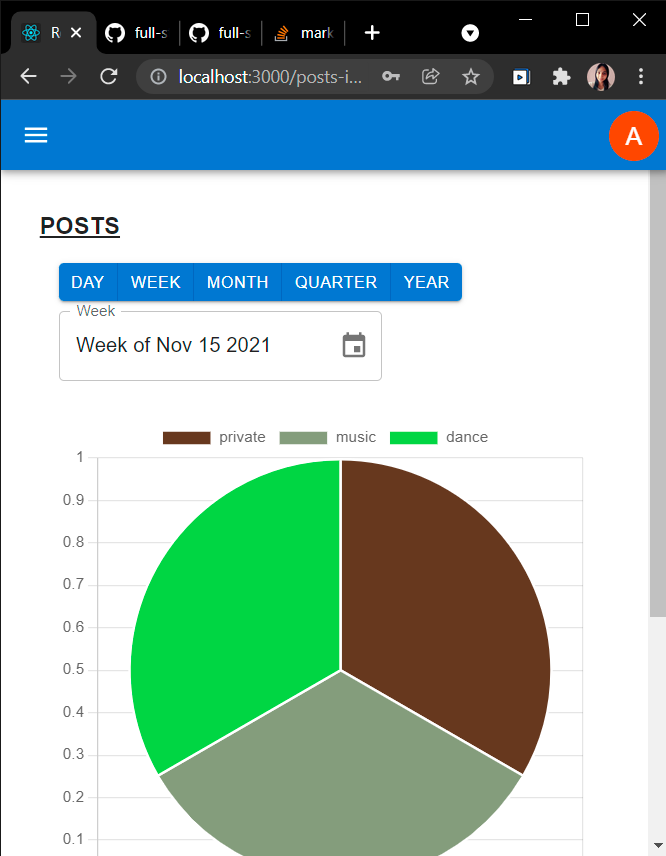 R
full-s
full-s
mark
localhost:3000/posts-i...
A
POSTS
DAY WEEK MONTH QUARTER YEAR
Week
Week of Nov 15 2021
private music dance
1
0.9
0.8
0.7
0.6
0.5
0.4
0.3
0.2
0.1